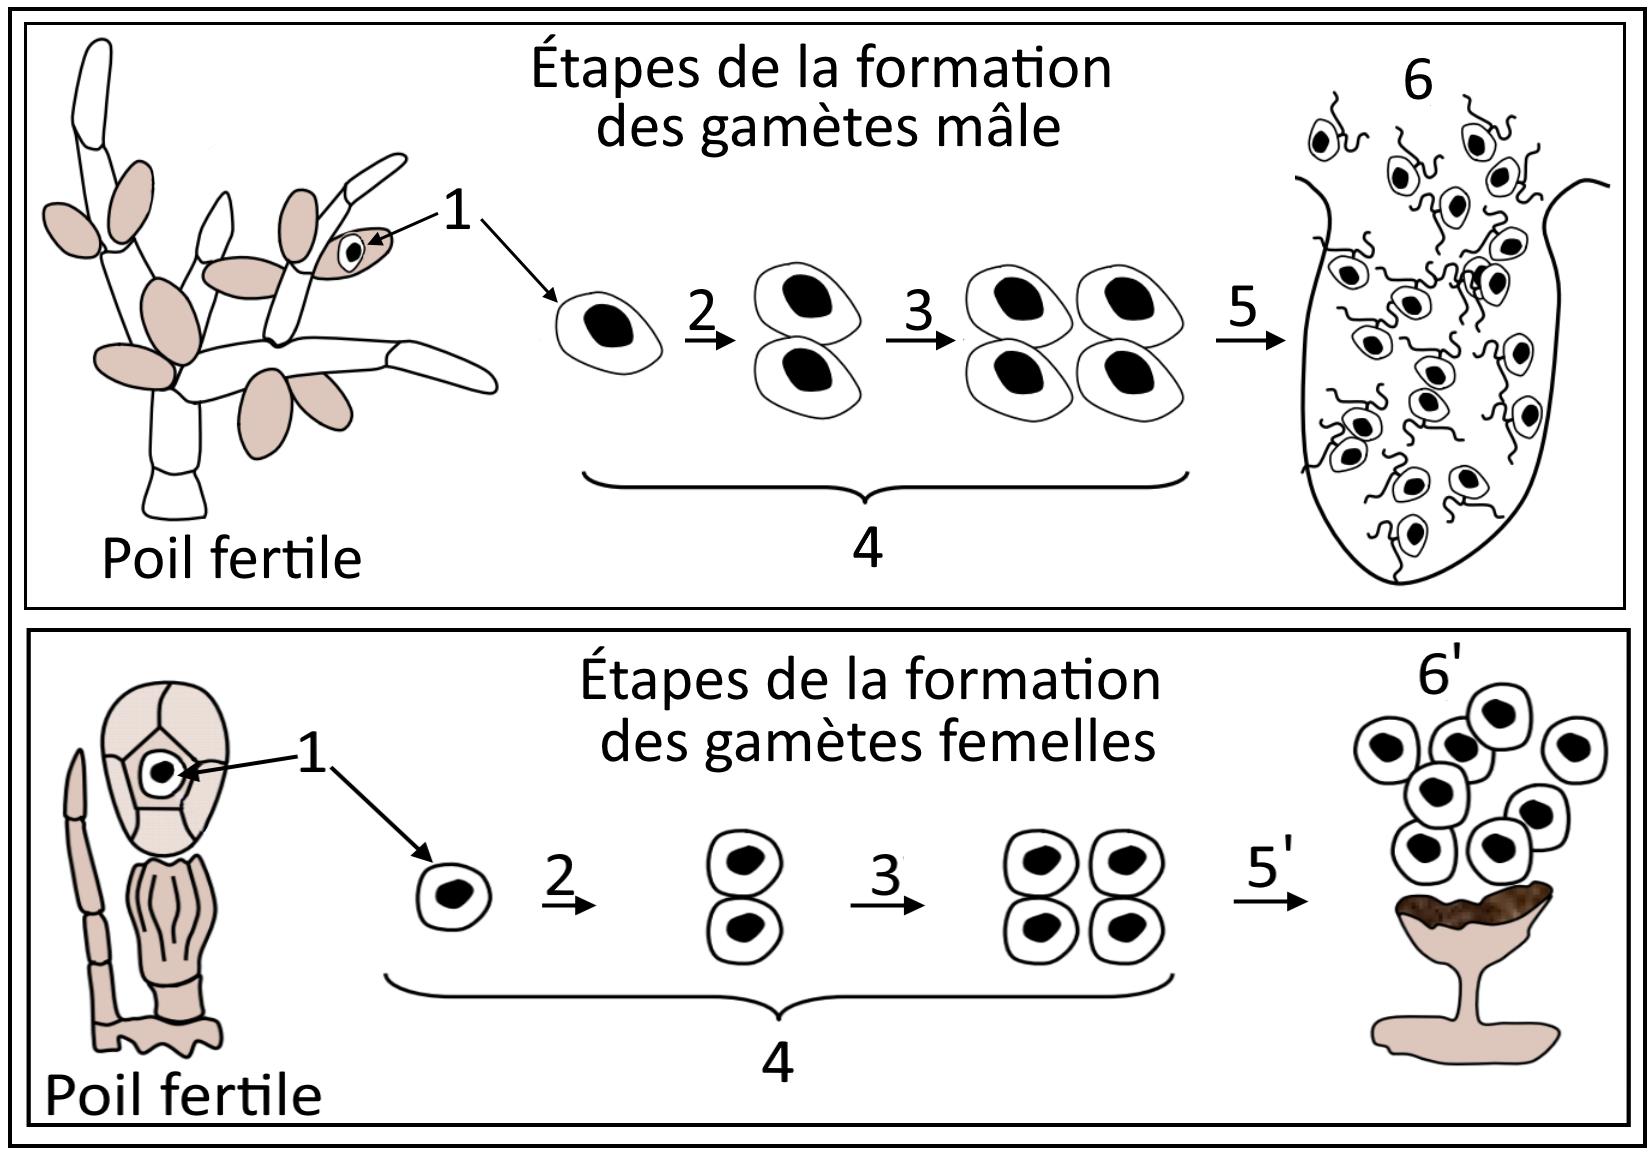 Étapes de la formation
des gamètes mâle
6
1
2
3
5
4
Poil fertile
Étapes de la formation
des gamètes femelles
6'
1
2
3
5'
4
Poil fertile